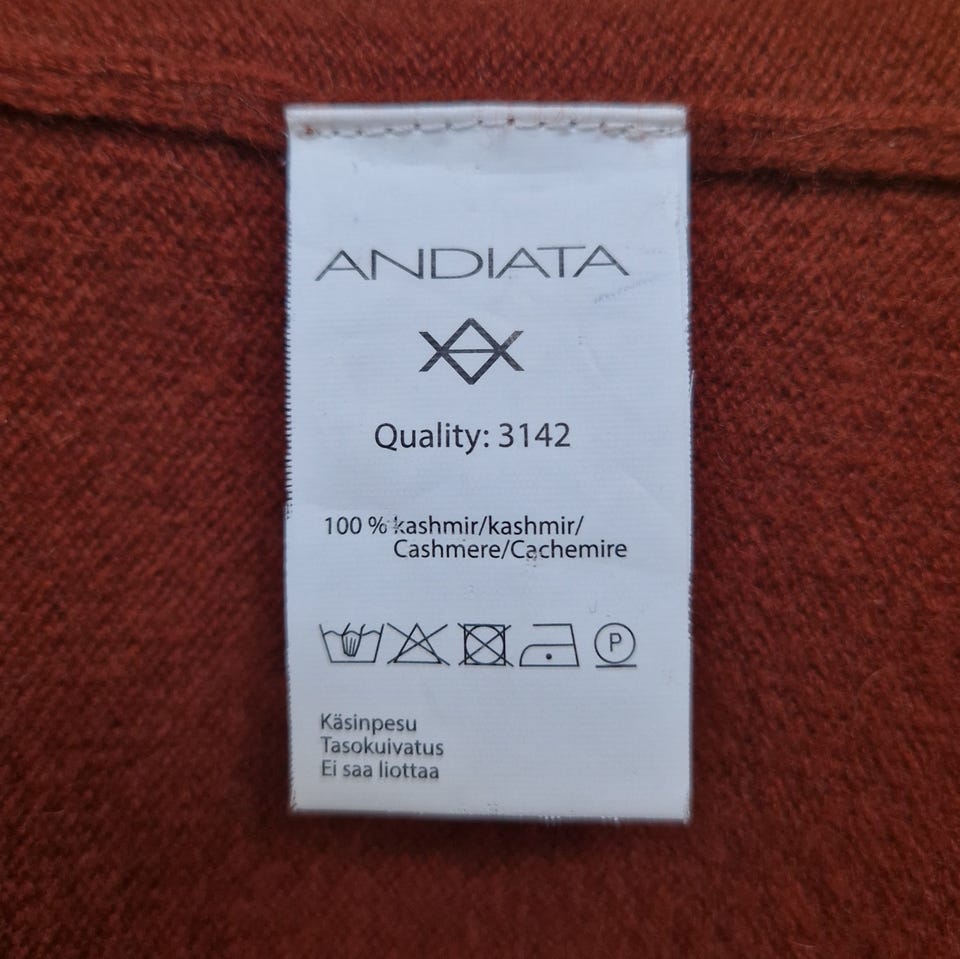 ANDIATA
Quality: 3142
100 % kashmir/kashmir/
Cashmere/Cachemire
P
Käsinpesu
Tasokuivatus
Ei saa liottaa